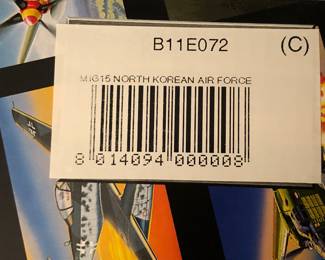 B11E072 (C)
MIG15 NORTH KOREAN AIR FORCE
8 014094 000008